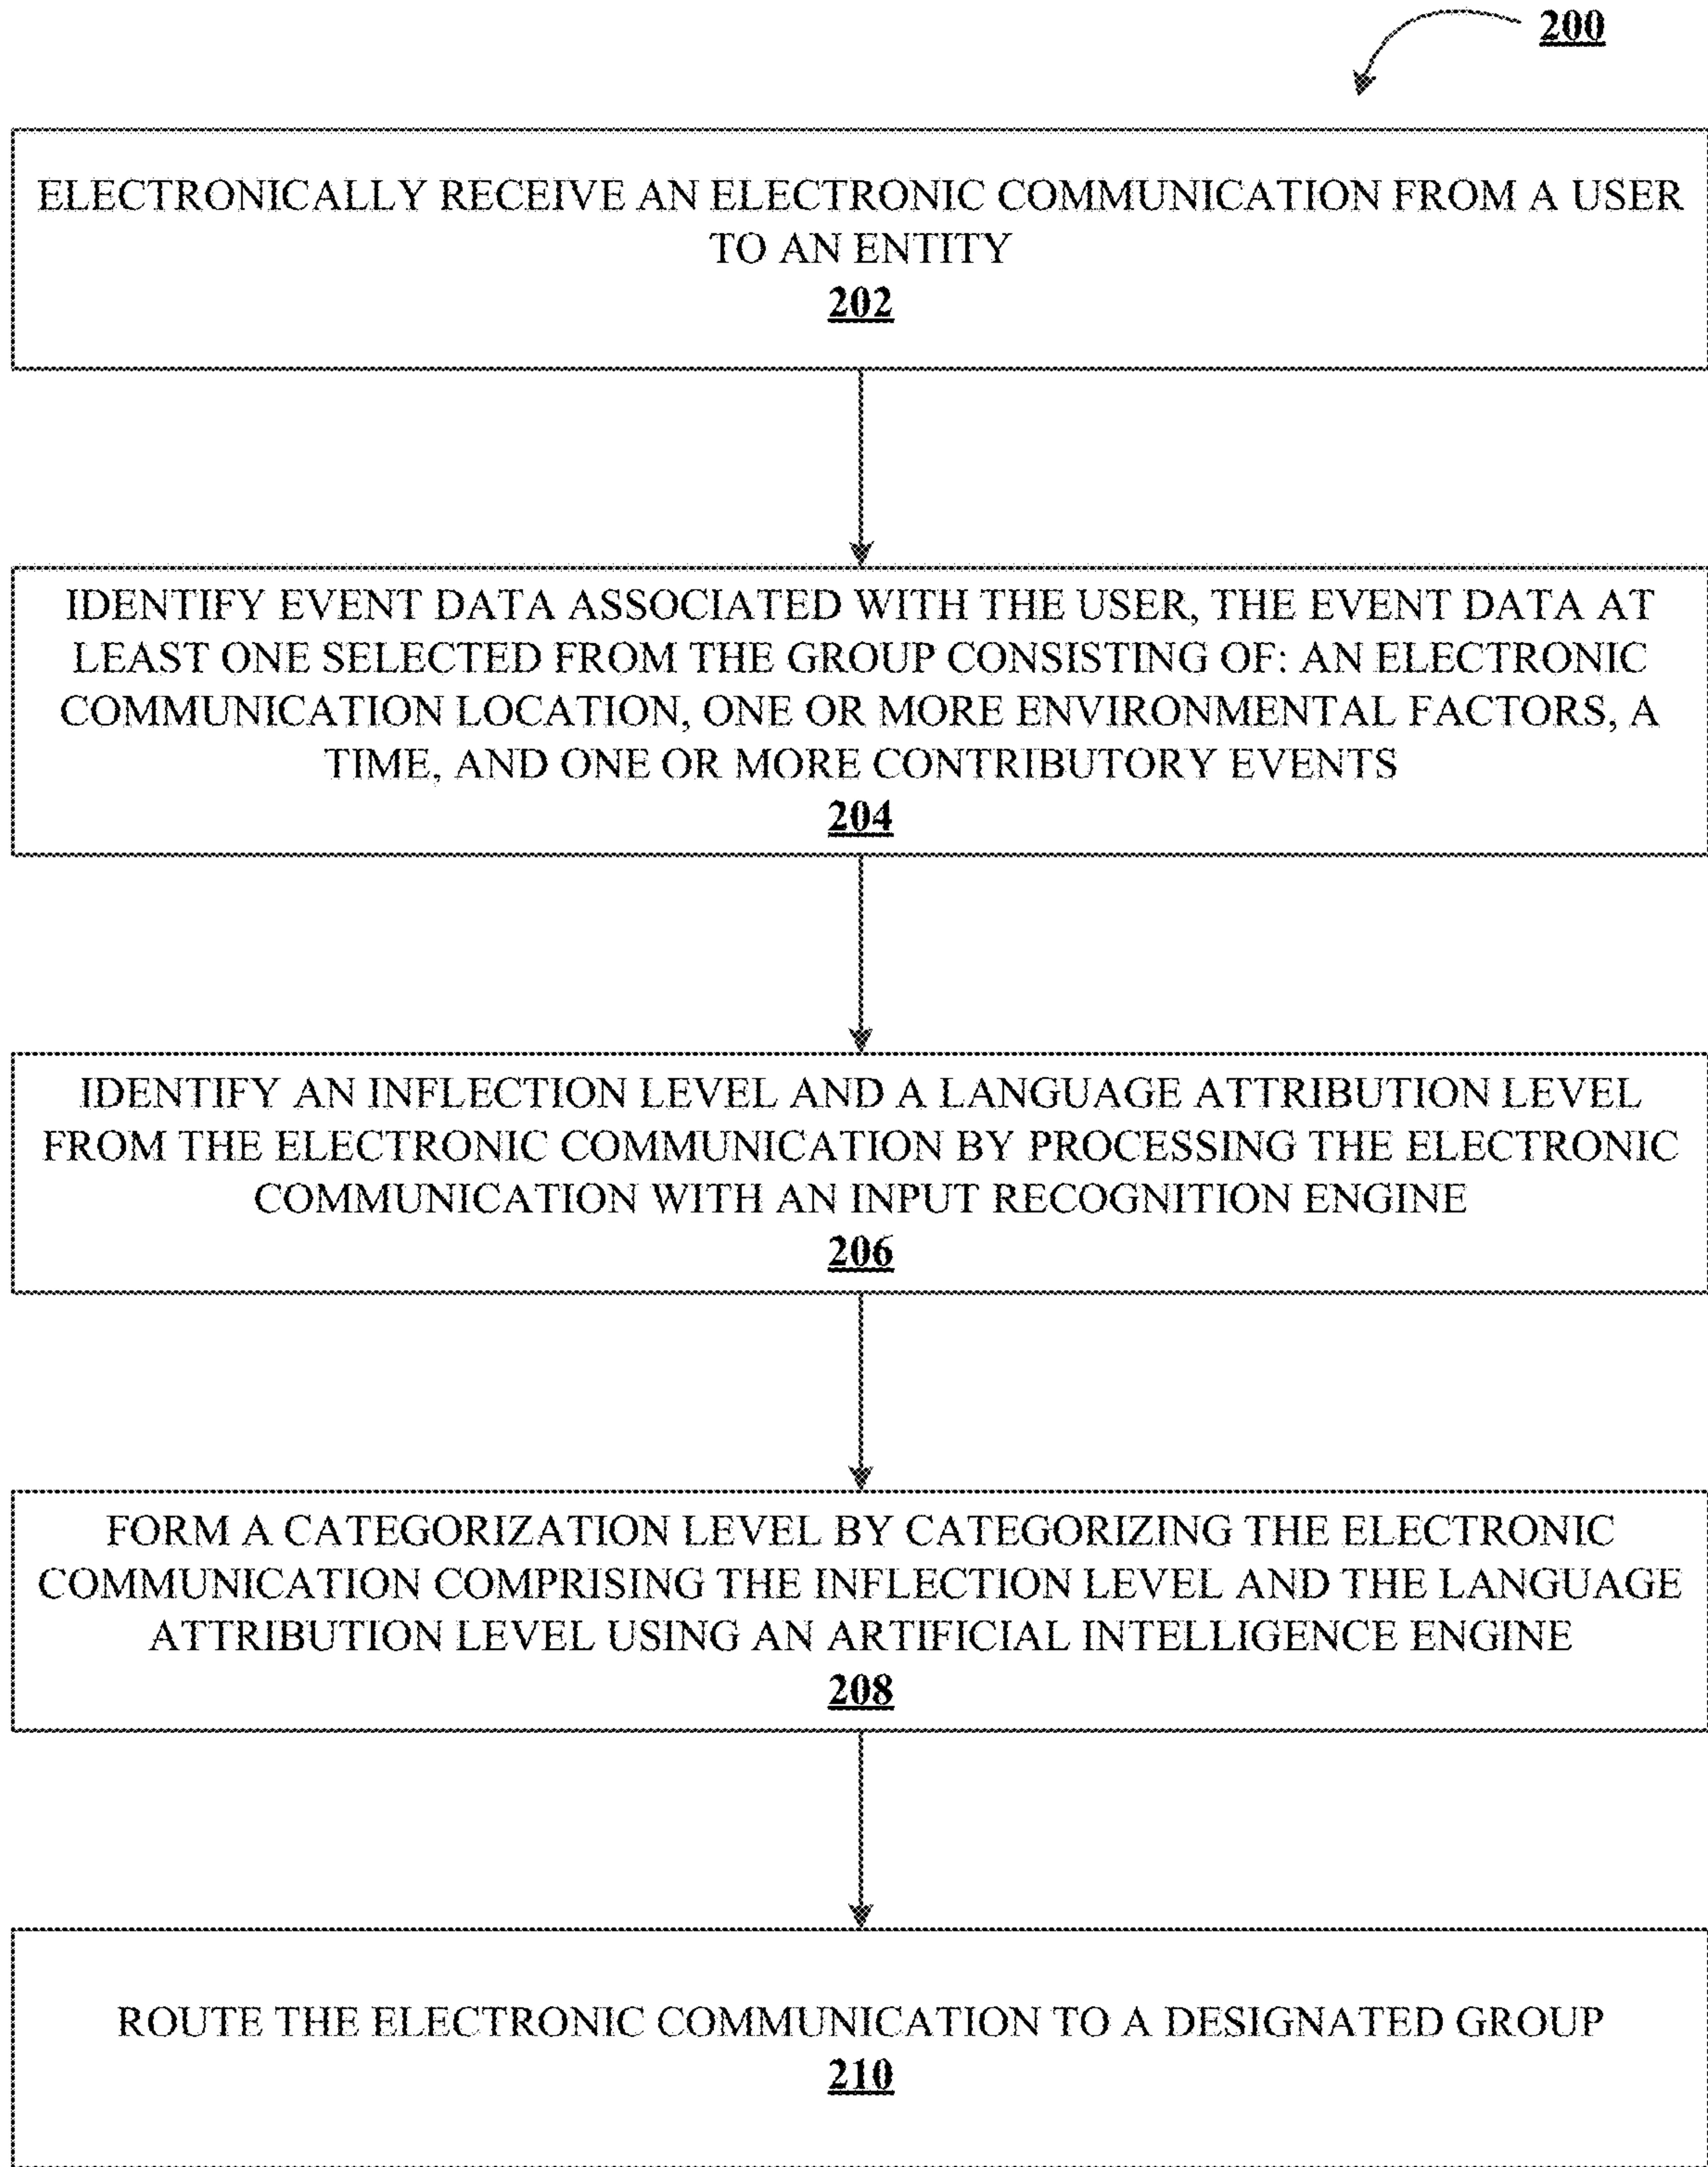 200
ELECTRONICALLY RECEIVE AN ELECTRONIC COMMUNICATION FROM A USER
TO AN ENTITY
202
IDENTIFY EVENT DATA ASSOCIATED WITH THE USER, THE EVENT DATA AT
LEAST ONE SELECTED FROM THE GROUP CONSISTING OF: AN ELECTRONIC
COMMUNICATION LOCATION, ONE OR MORE ENVIRONMENTAL FACTORS, A
TIME, AND ONE OR MORE CONTRIBUTORY EVENTS
204
IDENTIFY AN INFLECTION LEVEL AND A LANGUAGE ATTRIBUTION LEVEL
FROM THE ELECTRONIC COMMUNICATION BY PROCESSING THE ELECTRONIC
COMMUNICATION WITH AN INPUT RECOGNITION ENGINE
206
FORM A CATEGORIZATION LEVEL BY CATEGORIZING THE ELECTRONIC
COMMUNICATION COMPRISING THE INFLECTION LEVEL AND THE LANGUAGE
ATTRIBUTION LEVEL USING AN ARTIFICIAL INTELLIGENCE ENGINE
208
ROUTE THE ELECTRONIC COMMUNICATION TO A DESIGNATED GROUP
210